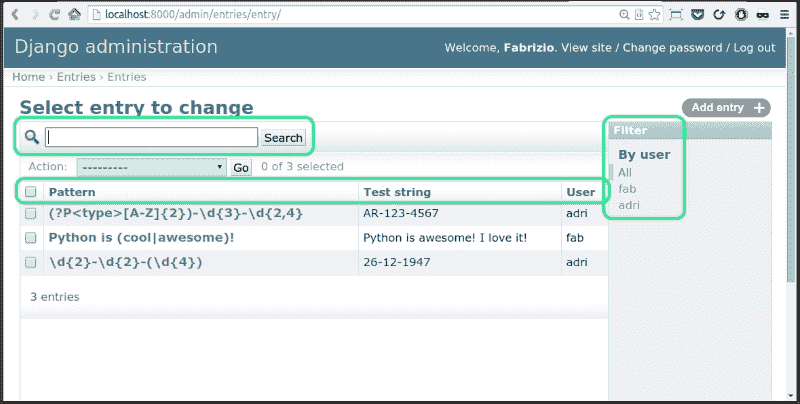 localhost:8000/admin/entries/entry/
Django administration
Welcome, Fabrizio. View site / Change password / Log out
Home › Entries › Entries
Select entry to change
Add entry +
Search
Filter
By user
All
fab
adri
Action: --------- Go 0 of 3 selected
Pattern Test string User
(?P<type>[A-Z]{2})-\d{3}-\d{2,4} AR-123-4567 adri
Python is (cool|awesome)! Python is awesome! I love it! fab
\d{2}-\d{2}-(\d{4}) 26-12-1947 adri
3 entries